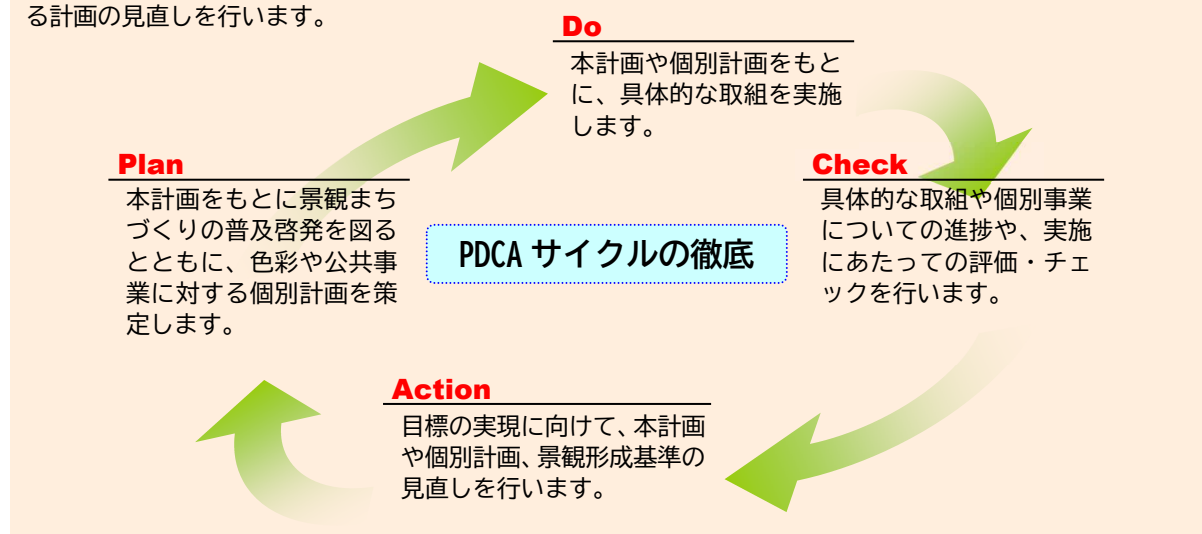 る計画の見直しを行います。
Do
本計画や個別計画をもと
に、具体的な取組を実施
します。
Plan
本計画をもとに景観まち
づくりの普及啓発を図る
とともに、色彩や公共事
業に対する個別計画を策
定します。
Check
具体的な取組や個別事業
についての進捗や、実施
にあたっての評価・チェ
ックを行います。
PDCA サイクルの徹底
Action
目標の実現に向けて、本計画
や個別計画、景観形成基準の
見直しを行います。